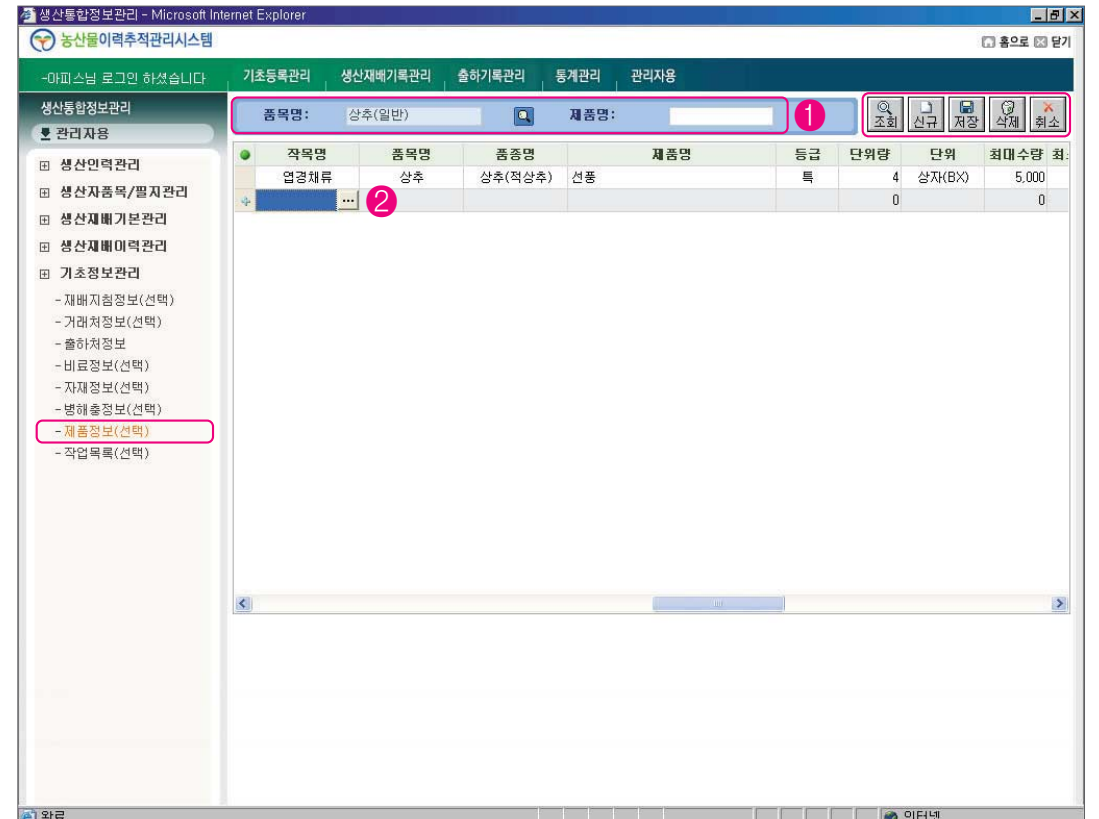 생산통합정보관리 - Microsoft Internet Explorer
농산물이력추적관리시스템
홈으로 닫기
-아피스님 로그인 하셨습니다
기초등록관리 생산재배기록관리 출하기록관리 통계관리 관리자용
생산통합정보관리
관리자용
품목명: 상추(일반) 제품명: 1
조회 신규 저장 삭제 취소
생산인력관리
생산자품목/필지관리
생산재배기본관리
생산재배이력관리
기초정보관리
-재배지침정보(선택)
-거래처정보(선택)
-출하처정보
-비료정보(선택)
-자재정보(선택)
-병해충정보(선택)
-제품정보(선택)
-작업목록(선택)
작목명 품목명 품종명 제품명 등급 단위량 단위 최대수량 최
엽경채류 상추 상추(적상추) 선풍 특 4 상자(BX) 5,000
... 2 0 0
완료 인터넷